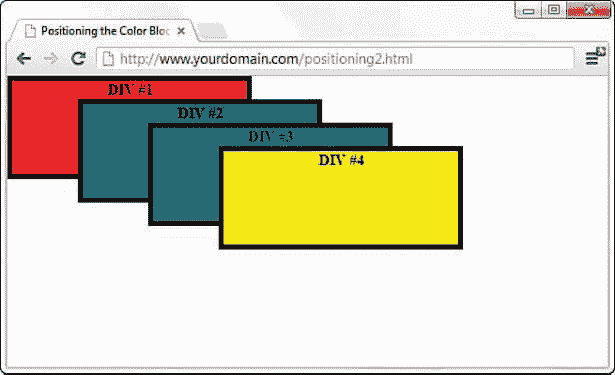 Positioning the Color Bloc
http://www.yourdomain.com/positioning2.html
DIV #1
DIV #2
DIV #3
DIV #4